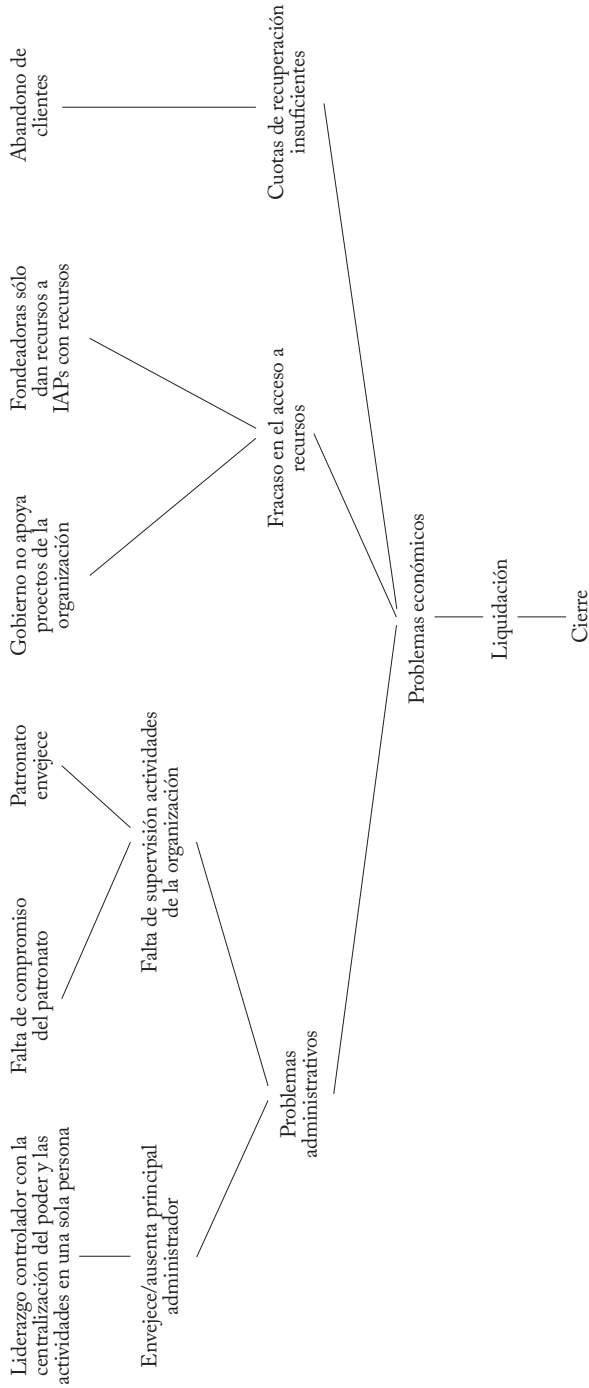 Liderazgo controlador con la
centralización del poder y las
actividades en una sola persona
Falta de compromiso
del patronato
Patronato
envejece
Gobierno no apoya
proectos de la
organización
Fondeadoras sólo
dan recursos a
IAPs con recursos
Abandono de
clientes
Envejece/ausenta principal
administrador
Falta de supervisión actividades
de la organización
Problemas
administrativos
Fracaso en el acceso a
recursos
Cuotas de recuperación
insuficientes
Problemas económicos
Liquidación
Cierre